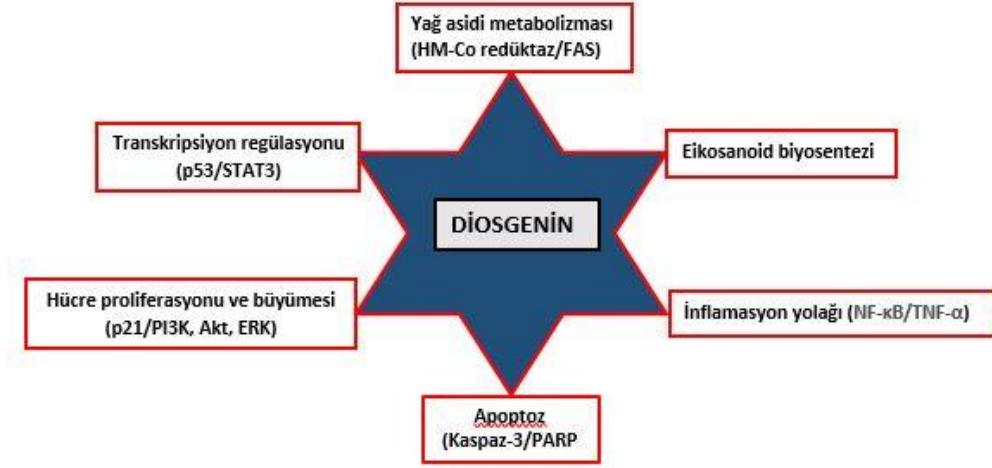 Yağ asidi metabolizması
(HM-Co redüktaz/FAS)
Transkripsiyon regülasyonu
(p53/STAT3)
Eikosanoid biyosentezi
DİOSGENİN
Hücre proliferasyonu ve büyümesi
(p21/PI3K, Akt, ERK)
İnflamasyon yolağı (NF-κB/TNF-α)
Apoptoz
(Kaspaz-3/PARP